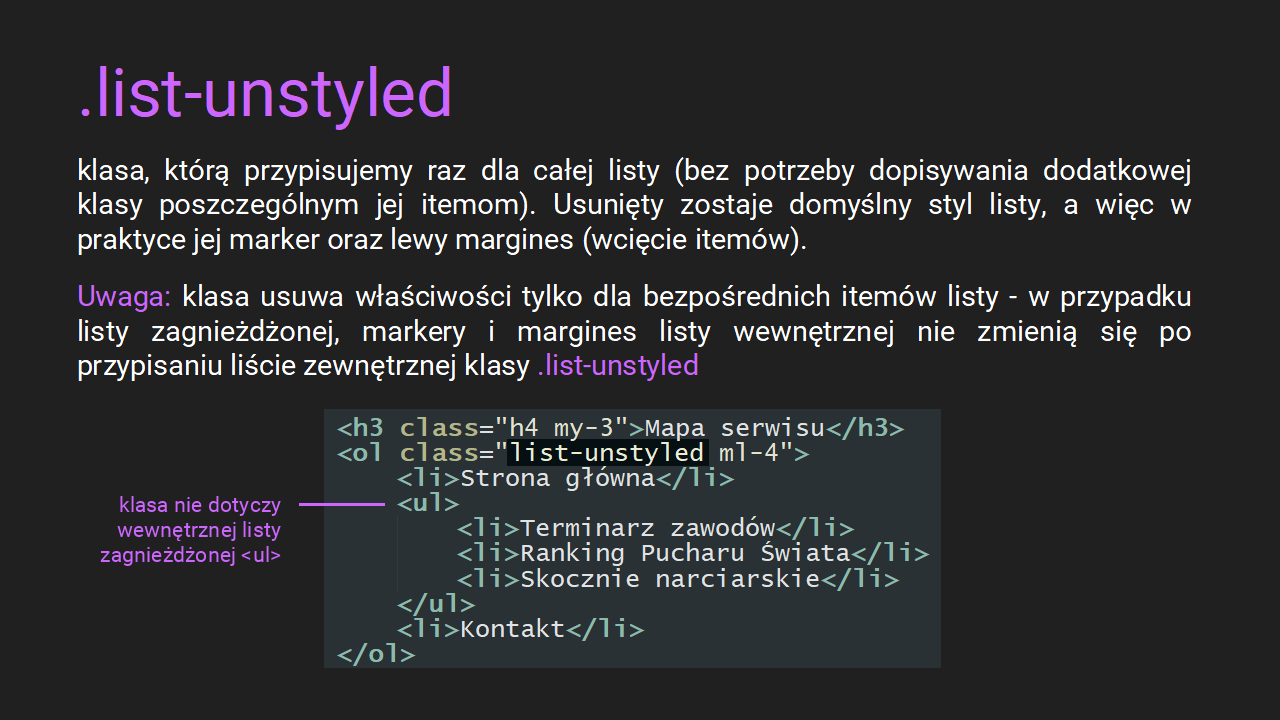 .list-unstyled
klasa, którą przypisujemy raz dla całej listy (bez potrzeby dopisywania dodatkowej
klasy poszczególnym jej itemom). Usunięty zostaje domyślny styl listy, a więc w
praktyce jej marker oraz lewy margines (wcięcie itemów).
Uwaga: klasa usuwa właściwości tylko dla bezpośrednich itemów listy - w przypadku
listy zagnieżdżonej, markery i margines listy wewnętrznej nie zmienią się po
przypisaniu liście zewnętrznej klasy .list-unstyled
<h3 class="h4 my-3">Mapa serwisu</h3>
<ol class="list-unstyled ml-4">
<li>Strona główna</li>
<ul>
<li>Terminarz zawodów</li>
<li>Ranking Pucharu Świata</li>
<li>Skocznie narciarskie</li>
</ul>
<li>Kontakt</li>
</ol>
klasa nie dotyczy
wewnętrznej listy
zagnieżdżonej <ul>